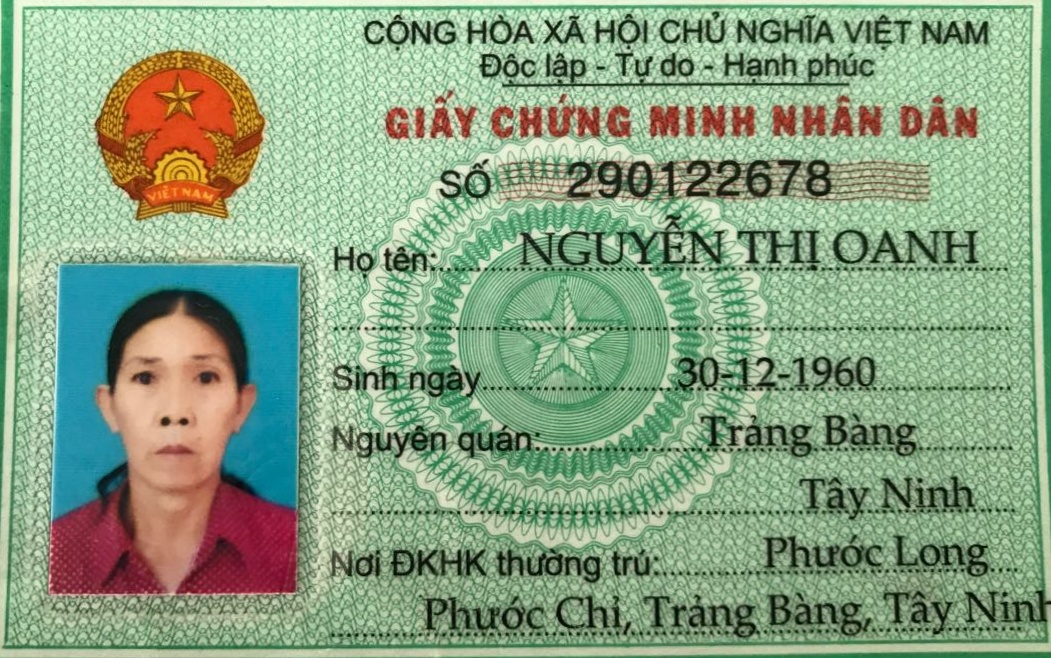 CỘNG HÒA XÃ HỘI CHỦ NGHĨA VIỆT NAM
Độc lập - Tự do - Hạnh phúc
GIẤY CHỨNG MINH NHÂN DÂN
VIỆT NAM
SỐ 290122678
Họ tên: NGUYỄN THỊ OANH
Sinh ngày 30-12-1960
Nguyên quán: Trảng Bàng
Tây Ninh
Nơi ĐKHK thường trú: Phước Long
Phước Chỉ, Trảng Bàng, Tây Ninh